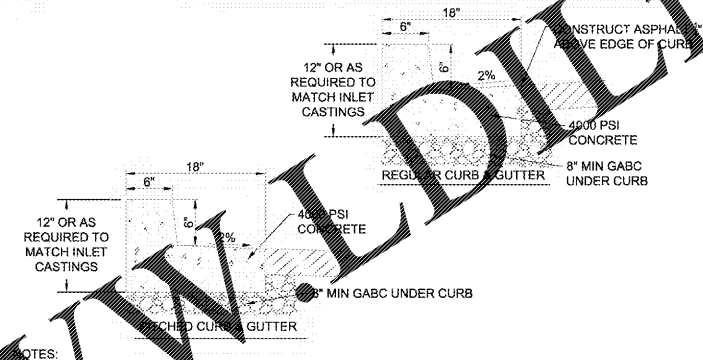 18"
6"
CONSTRUCT ASPHALT 1"
ABOVE EDGE OF CURB
12" OR AS
REQUIRED TO
MATCH INLET
CASTINGS
6"
2%
4000 PSI
CONCRETE
8" MIN GABC
UNDER CURB
REGULAR CURB & GUTTER
18"
6"
12" OR AS
REQUIRED TO
MATCH INLET
CASTINGS
6"
2%
4000 PSI
CONCRETE
8" MIN GABC UNDER CURB
PITCHED CURB & GUTTER
NOTES: